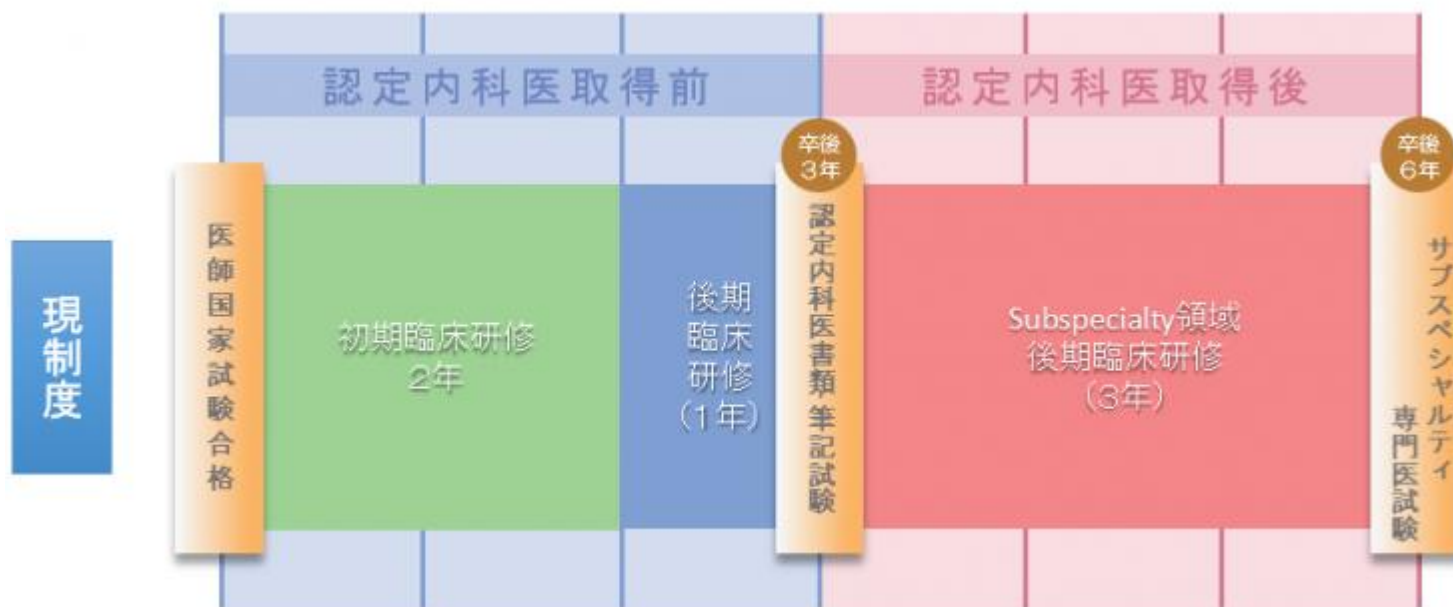 認定内科医取得前
認定内科医取得後
卒後
3年
卒後
6年
現制度
医師国家試験合格
初期臨床研修
2年
後期
臨床
研修
(1年)
認定内科医書類・筆記試験
Subspecialty領域
後期臨床研修
(3年)
サブスペシャルティ
専門医試験